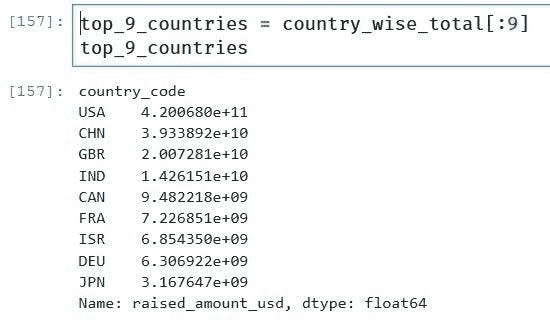 [157]: top_9_countries = country_wise_total[:9]
top_9_countries
[157]: country_code
USA    4.200680e+11
CHN    3.933892e+10
GBR    2.007281e+10
IND    1.426151e+10
CAN    9.482218e+09
FRA    7.226851e+09
ISR    6.854350e+09
DEU    6.306922e+09
JPN    3.167647e+09
Name: raised_amount_usd, dtype: float64